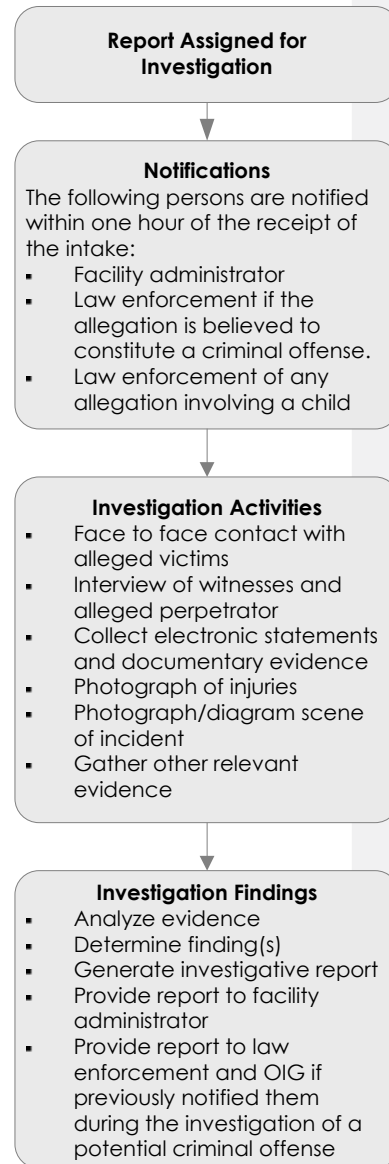 Report Assigned for
Investigation
Notifications
The following persons are notified
within one hour of the receipt of
the intake:
▪ Facility administrator
▪ Law enforcement if the
allegation is believed to
constitute a criminal offense.
▪ Law enforcement of any
allegation involving a child
Investigation Activities
▪ Face to face contact with
alleged victims
▪ Interview of witnesses and
alleged perpetrator
▪ Collect electronic statements
and documentary evidence
▪ Photograph of injuries
▪ Photograph/diagram scene
of incident
▪ Gather other relevant
evidence
Investigation Findings
▪ Analyze evidence
▪ Determine finding(s)
▪ Generate investigative report
▪ Provide report to facility
administrator
▪ Provide report to law
enforcement and OIG if
previously notified them
during the investigation of a
potential criminal offense